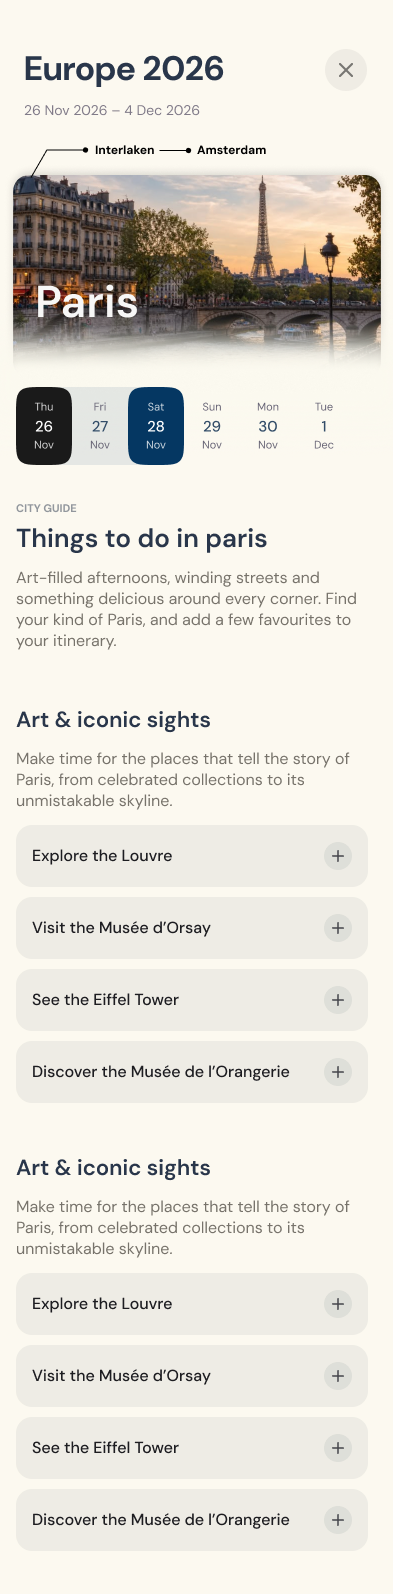 Europe 2026
26 Nov 2026 – 4 Dec 2026
Interlaken Amsterdam
Paris
Thu Fri Sat Sun Mon Tue
26 27 28 29 30 1
Nov Nov Nov Nov Nov Dec
CITY GUIDE
Things to do in paris
Art-filled afternoons, winding streets and
something delicious around every corner. Find
your kind of Paris, and add a few favourites to
your itinerary.
Art & iconic sights
Make time for the places that tell the story of
Paris, from celebrated collections to its
unmistakable skyline.
Explore the Louvre
Visit the Musée d’Orsay
See the Eiffel Tower
Discover the Musée de l’Orangerie
Art & iconic sights
Make time for the places that tell the story of
Paris, from celebrated collections to its
unmistakable skyline.
Explore the Louvre
Visit the Musée d’Orsay
See the Eiffel Tower
Discover the Musée de l’Orangerie